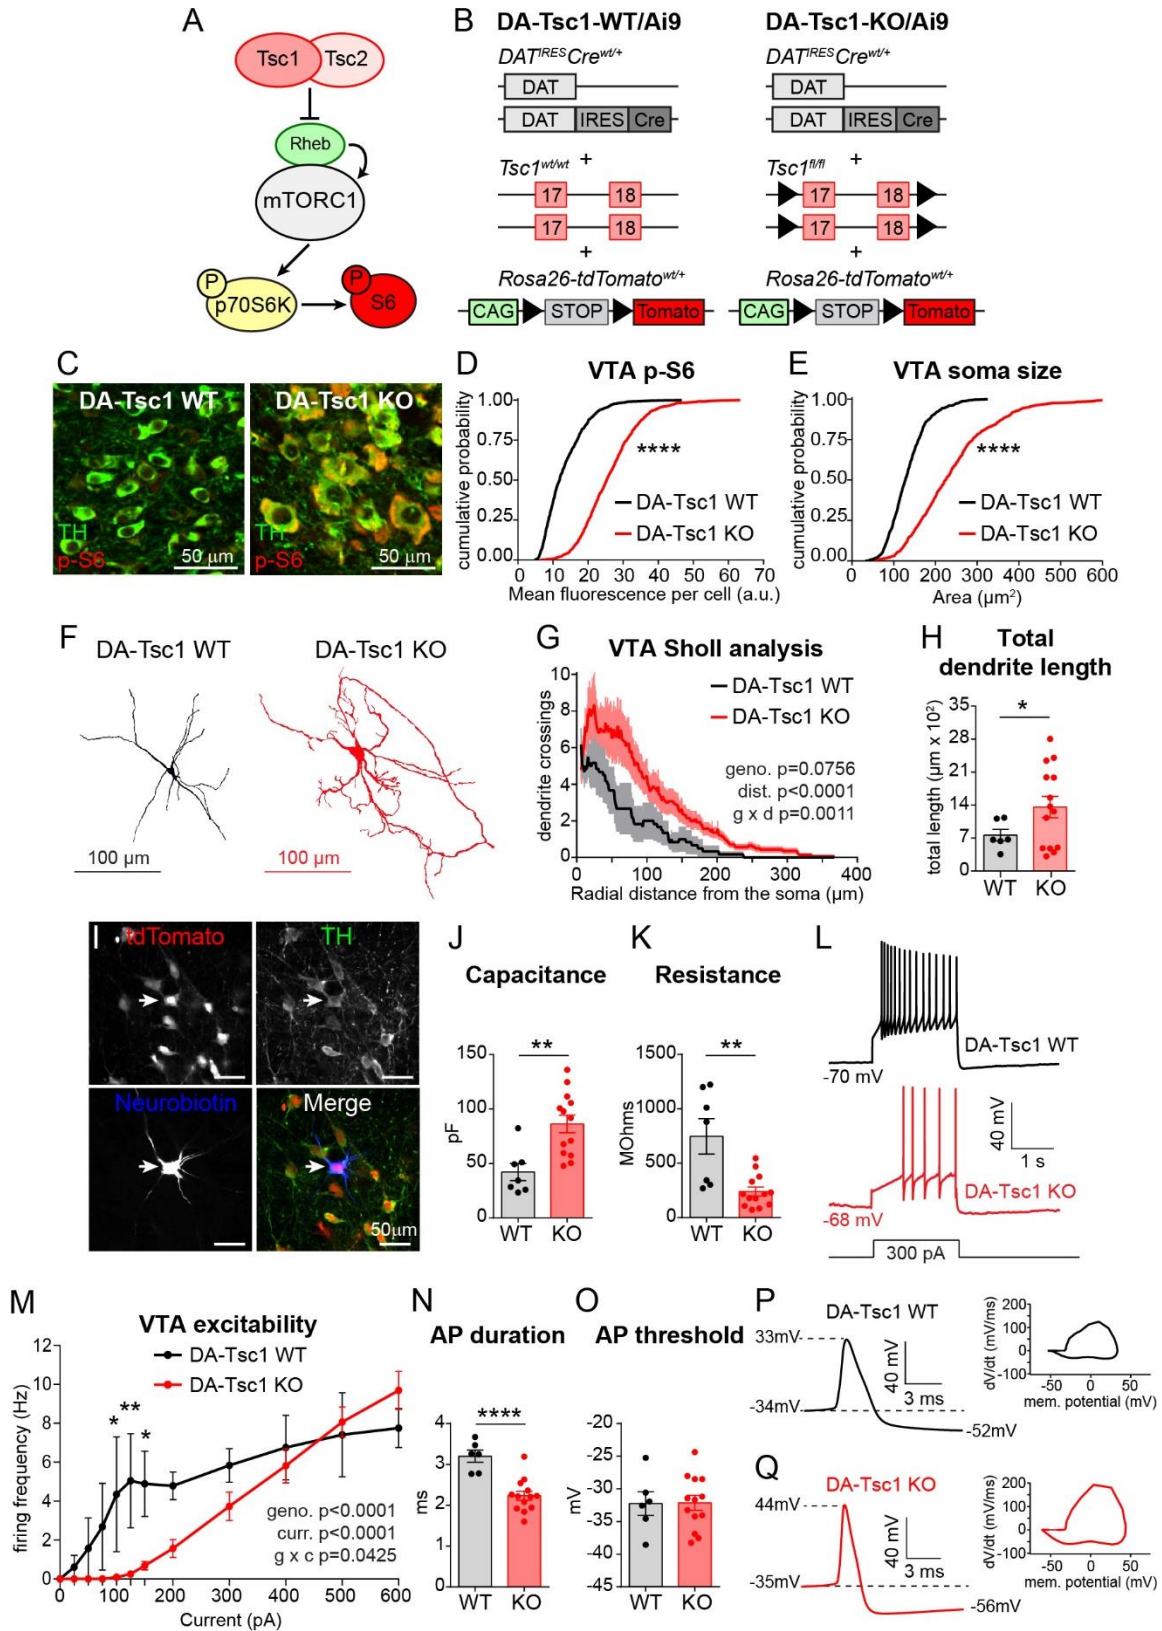 A
Tsc1
Tsc2
Rheb
mTORC1
P
p70S6K
P
S6
B
DA-Tsc1-WT/Ai9
DA-Tsc1-KO/Ai9
DAT^IRES Cre^wt/+
DAT^IRES Cre^wt/+
DAT
DAT
DAT IRES Cre
DAT IRES Cre
+
+
Tsc1^wt/wt
Tsc1^fl/fl
17 18
17 18
17 18
17 18
+
+
Rosa26-tdTomato^wt/+
Rosa26-tdTomato^wt/+
CAG STOP Tomato
CAG STOP Tomato
C
DA-Tsc1 WT
DA-Tsc1 KO
TH
p-S6
50 μm
TH
p-S6
50 μm
D
VTA p-S6
cumulative probability
1.00
0.75
0.50
0.25
0.00
****
DA-Tsc1 WT
DA-Tsc1 KO
0 10 20 30 40 50 60 70
Mean fluorescence per cell (a.u.)
E
VTA soma size
cumulative probability
1.00
0.75
0.50
0.25
0.00
****
DA-Tsc1 WT
DA-Tsc1 KO
0 100 200 300 400 500 600
Area (μm²)
F
DA-Tsc1 WT
DA-Tsc1 KO
100 μm
100 μm
G
VTA Sholl analysis
dendrite crossings
10
8
6
4
2
0
DA-Tsc1 WT
DA-Tsc1 KO
geno. p=0.0756
dist. p<0.0001
g x d p=0.0011
0 100 200 300 400
Radial distance from the soma (μm)
H
Total
dendrite length
total length (μm x 10²)
35
28
21
14
7
0
*
WT KO
I
tdTomato
TH
Neurobiotin
Merge
50μm
J
Capacitance
pF
150
100
50
0
**
WT KO
K
Resistance
MOhms
1500
1000
500
0
**
WT KO
L
DA-Tsc1 WT
-70 mV
40 mV
1 s
DA-Tsc1 KO
-68 mV
300 pA
M
VTA excitability
firing frequency (Hz)
12
10
8
6
4
2
0
DA-Tsc1 WT
DA-Tsc1 KO
* ** *
geno. p<0.0001
curr. p<0.0001
g x c p=0.0425
0 100 200 300 400 500 600
Current (pA)
N
AP duration
ms
4
3
2
1
0
****
WT KO
O
AP threshold
mV
-20
-25
-30
-35
-40
-45
WT KO
P
DA-Tsc1 WT
33mV
-34mV
-52mV
40 mV
3 ms
dV/dt (mV/ms)
200
100
0
-100
-50 0 50
mem. potential (mV)
Q
DA-Tsc1 KO
44mV
-35mV
-56mV
40 mV
3 ms
dV/dt (mV/ms)
200
100
0
-100
-50 0 50
mem. potential (mV)